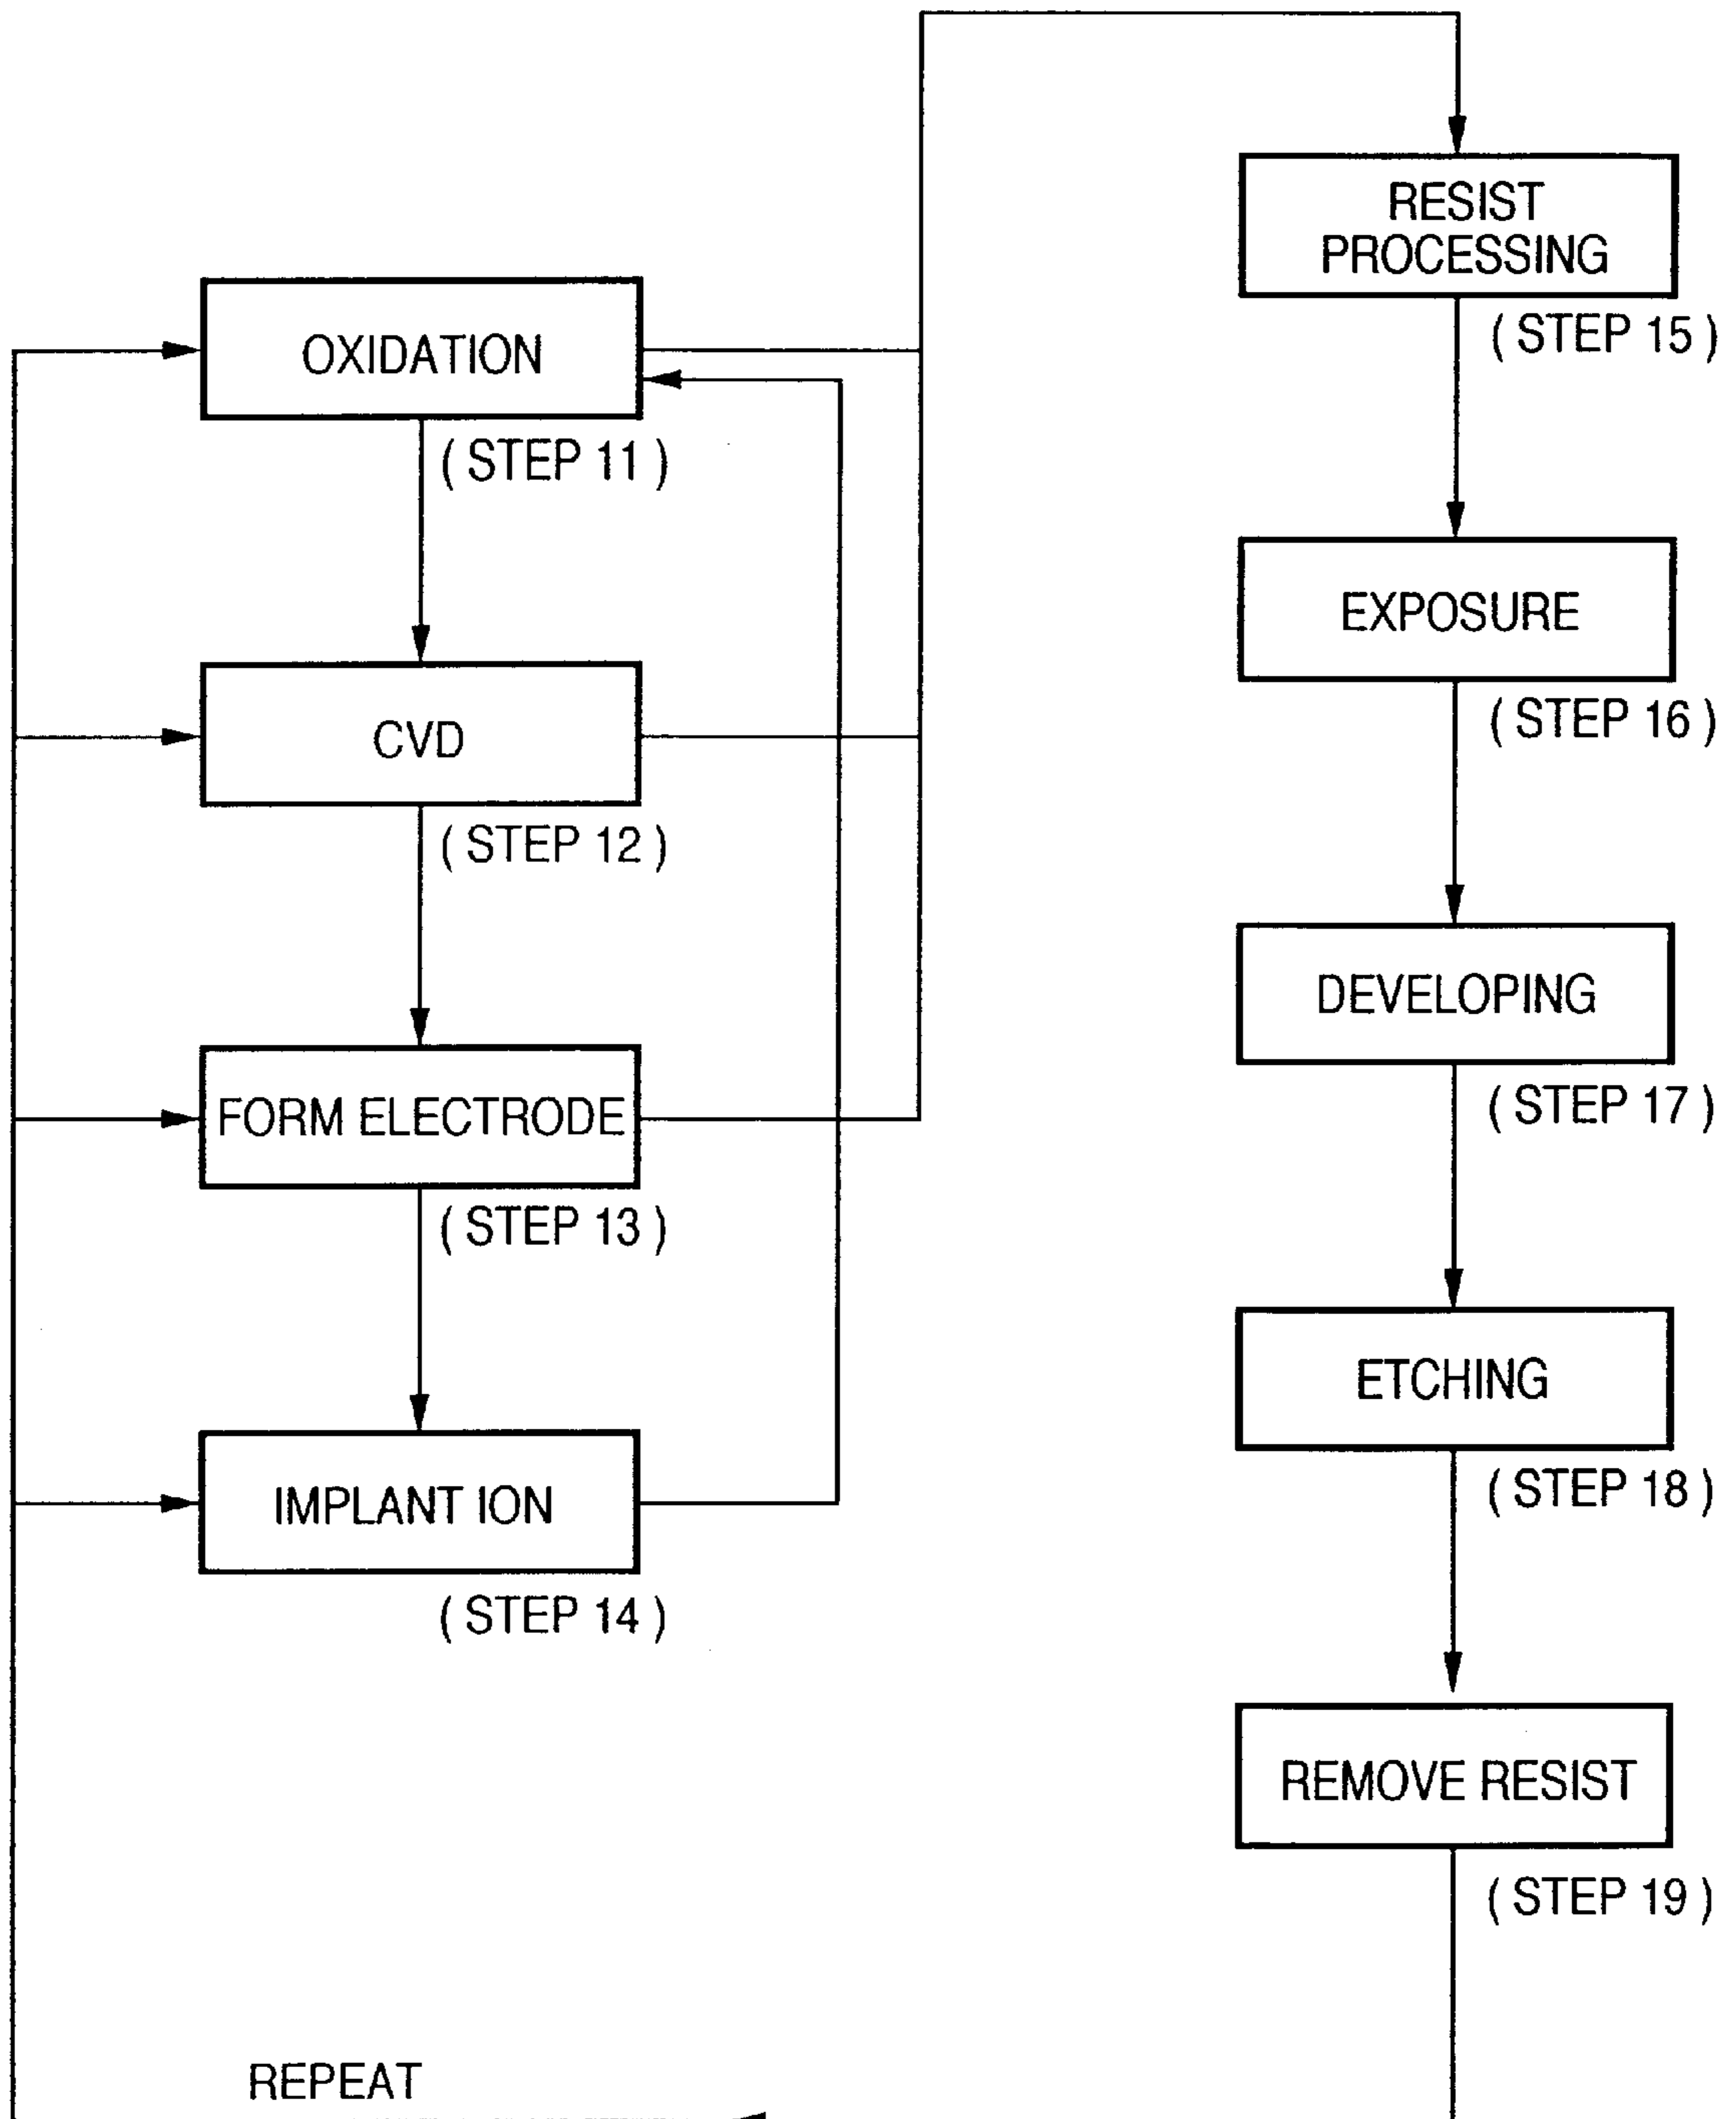 OXIDATION
( STEP 11 )
CVD
( STEP 12 )
FORM ELECTRODE
( STEP 13 )
IMPLANT ION
( STEP 14 )
RESIST
PROCESSING
( STEP 15 )
EXPOSURE
( STEP 16 )
DEVELOPING
( STEP 17 )
ETCHING
( STEP 18 )
REMOVE RESIST
( STEP 19 )
REPEAT